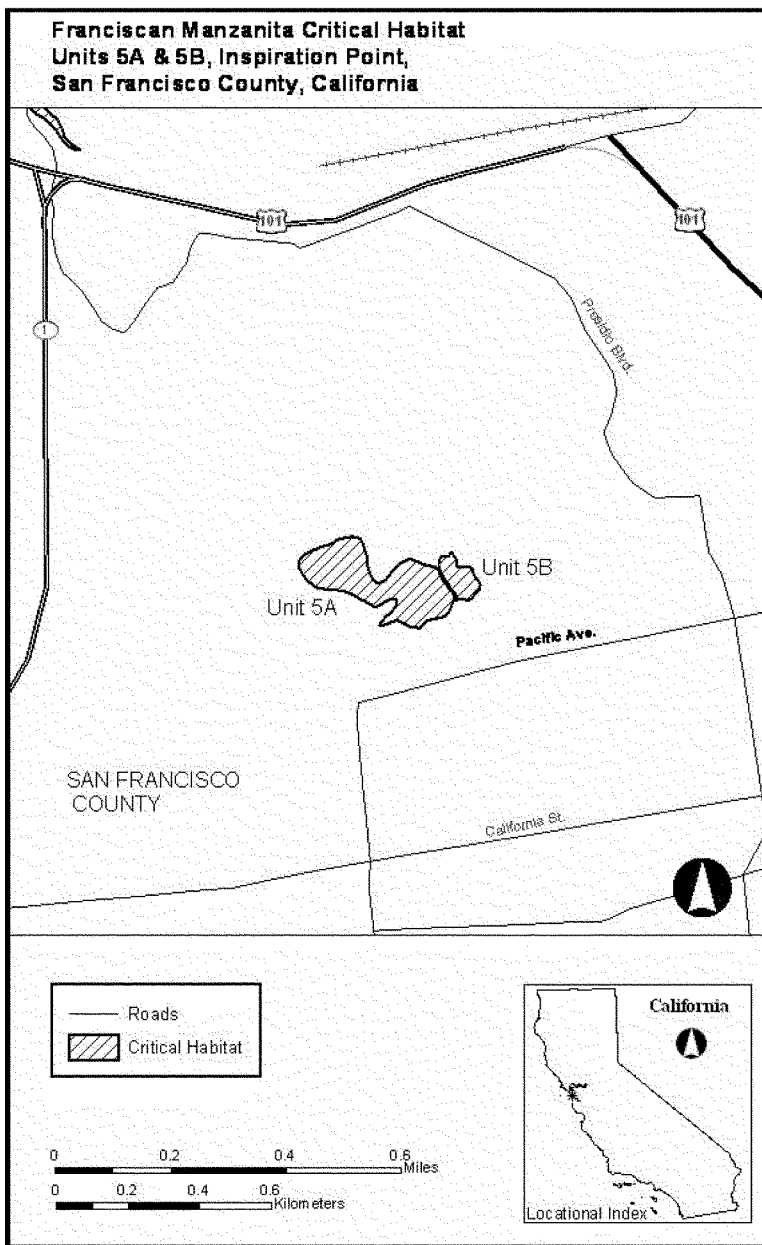 Franciscan Manzanita Critical Habitat
Units 5A & 5B, Inspiration Point,
San Francisco County, California
101
101
1
Presidio Blvd.
Unit 5B
Unit 5A
Pacific Ave.
SAN FRANCISCO
COUNTY
California St.
Roads
Critical Habitat
California
0 0.2 0.4 0.6
Miles
0 0.2 0.4 0.6
Kilometers
Locational Index